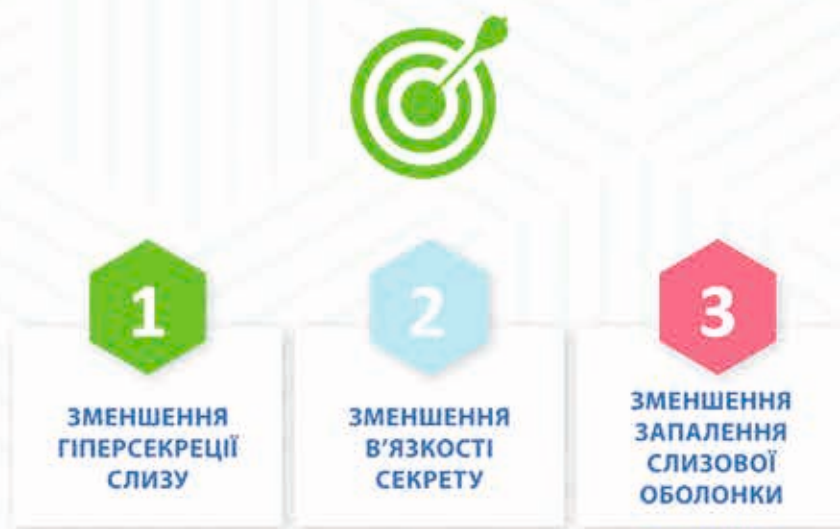 1
ЗМЕНШЕННЯ
ГІПЕРСЕКРЕЦІЇ
СЛИЗУ
2
ЗМЕНШЕННЯ
В'ЯЗКОСТІ
СЕКРЕТУ
3
ЗМЕНШЕННЯ
ЗАПАЛЕННЯ
СЛИЗОВОЇ
ОБОЛОНКИ